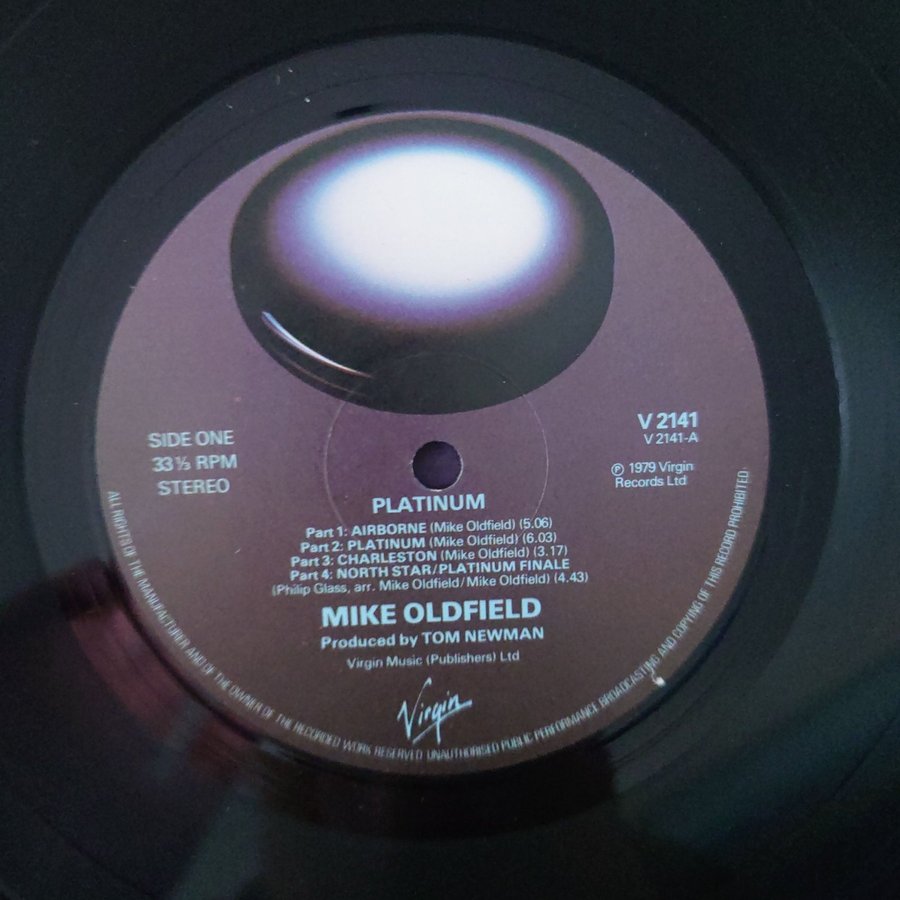 SIDE ONE
33⅓ RPM
STEREO
V 2141
V 2141-A
℗ 1979 Virgin
Records Ltd
PLATINUM
Part 1: AIRBORNE (Mike Oldfield) (5.06)
Part 2: PLATINUM (Mike Oldfield) (6.03)
Part 3: CHARLESTON (Mike Oldfield) (3.17)
Part 4: NORTH STAR/PLATINUM FINALE
(Philip Glass, arr. Mike Oldfield/Mike Oldfield) (4.43)
MIKE OLDFIELD
Produced by TOM NEWMAN
Virgin Music (Publishers) Ltd
Virgin
ALL RIGHTS OF THE MANUFACTURER AND OF THE OWNER OF THE RECORDED WORK RESERVED. UNAUTHORISED PUBLIC PERFORMANCE BROADCASTING AND COPYING OF THIS RECORD PROHIBITED.